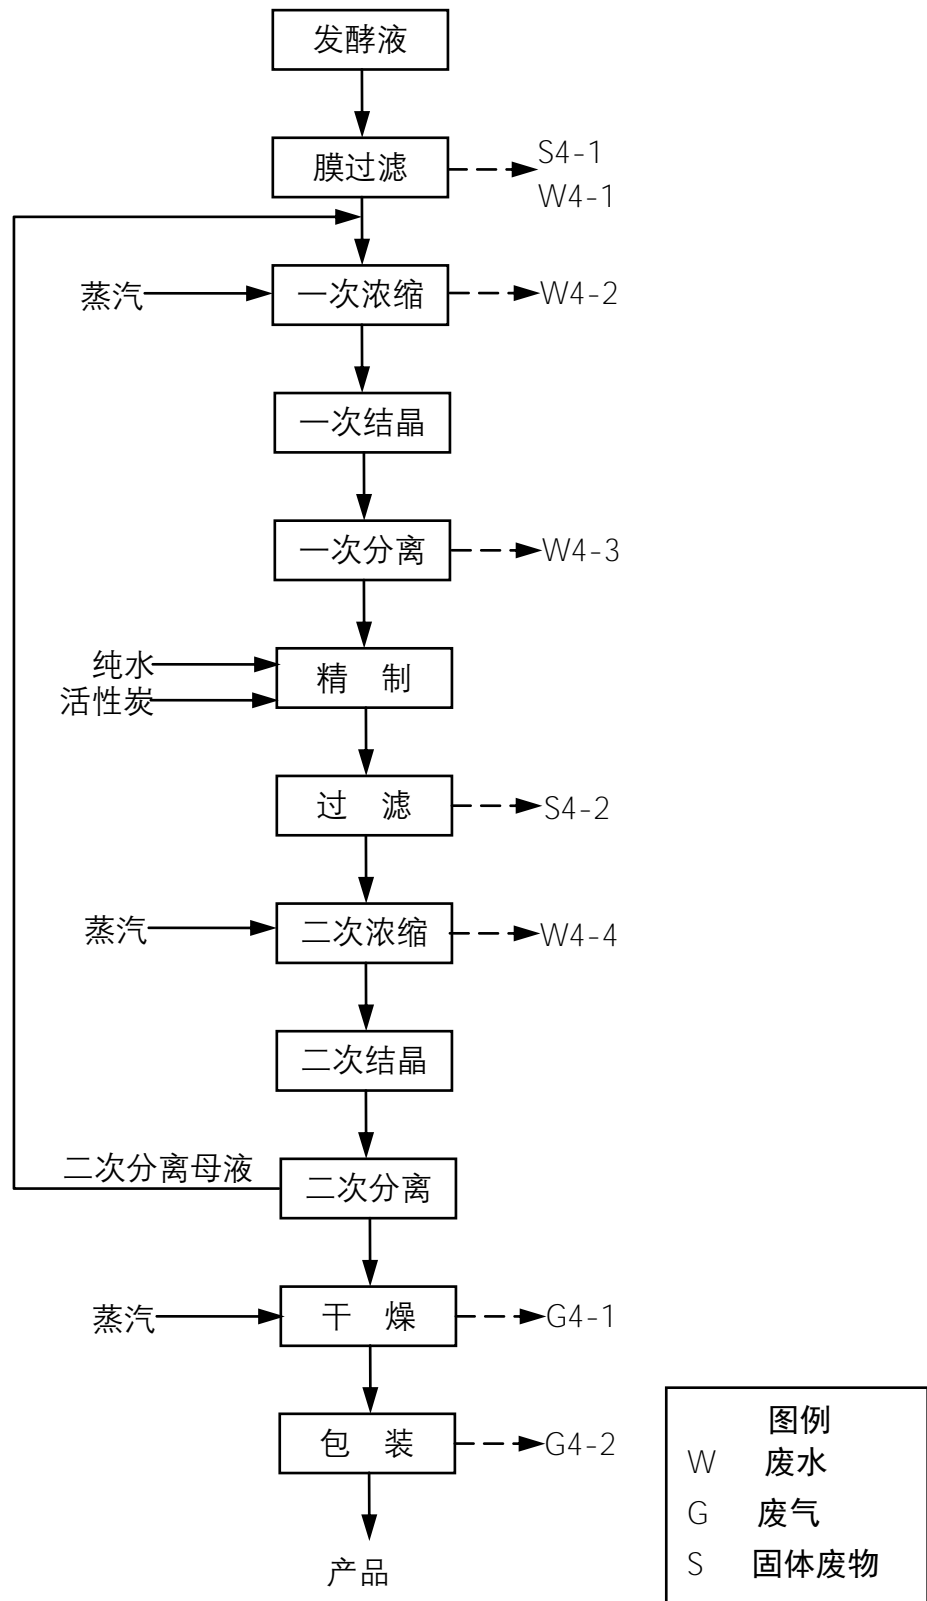 发酵液
膜过滤
S4-1
W4-1
蒸汽
一次浓缩
W4-2
一次结晶
一次分离
W4-3
纯水
活性炭
精 制
过 滤
S4-2
蒸汽
二次浓缩
W4-4
二次结晶
二次分离母液
二次分离
蒸汽
干 燥
G4-1
包 装
G4-2
产品
图例
W 废水
G 废气
S 固体废物